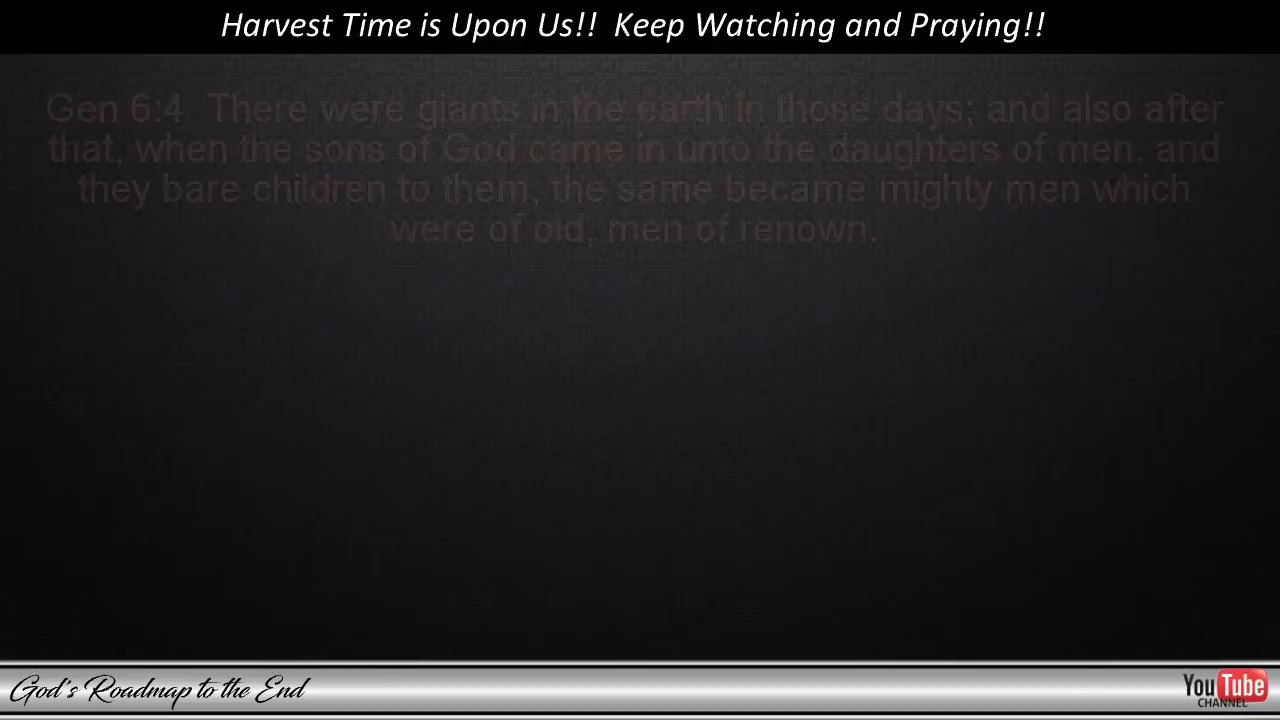 Harvest Time is Upon Us!! Keep Watching and Praying!!
Gen 6:4 There were giants in the earth in those days; and also after
that, when the sons of God came in unto the daughters of men, and
they bare children to them, the same became mighty men which
were of old, men of renown.
God's Roadmap to the End
YouTube
CHANNEL